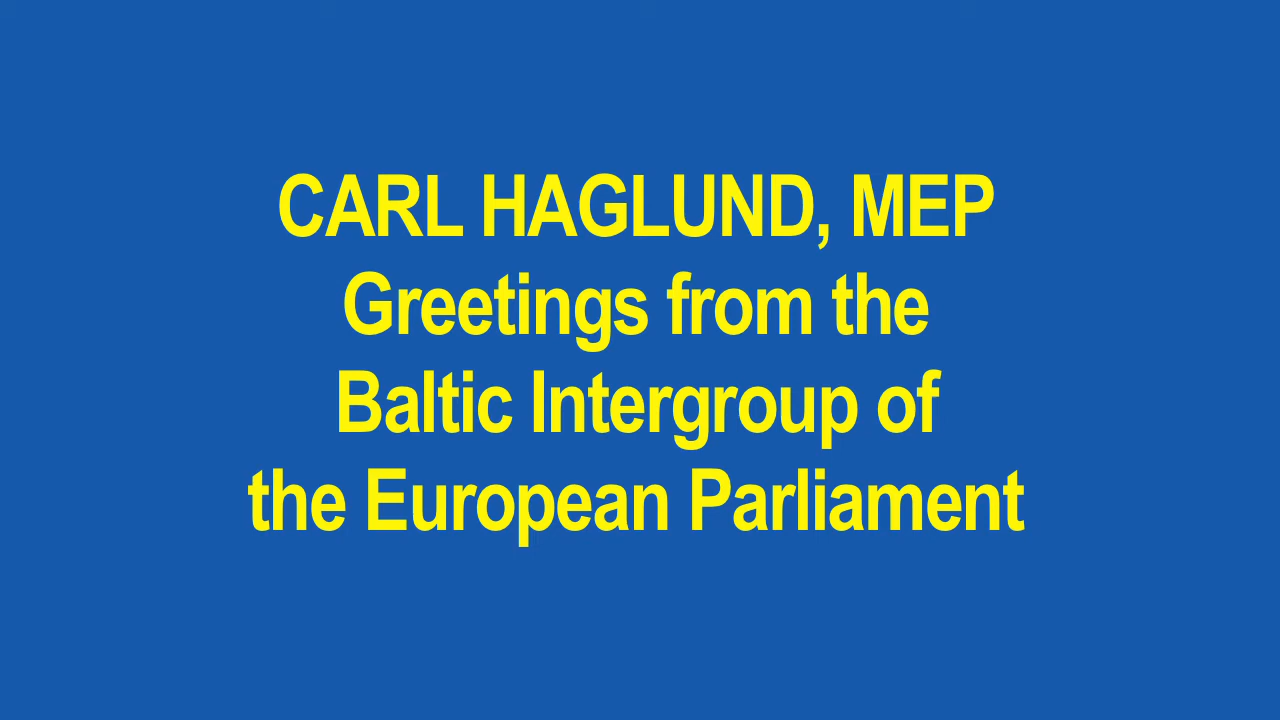 CARL HAGLUND, MEP
Greetings from the
Baltic Intergroup of
the European Parliament